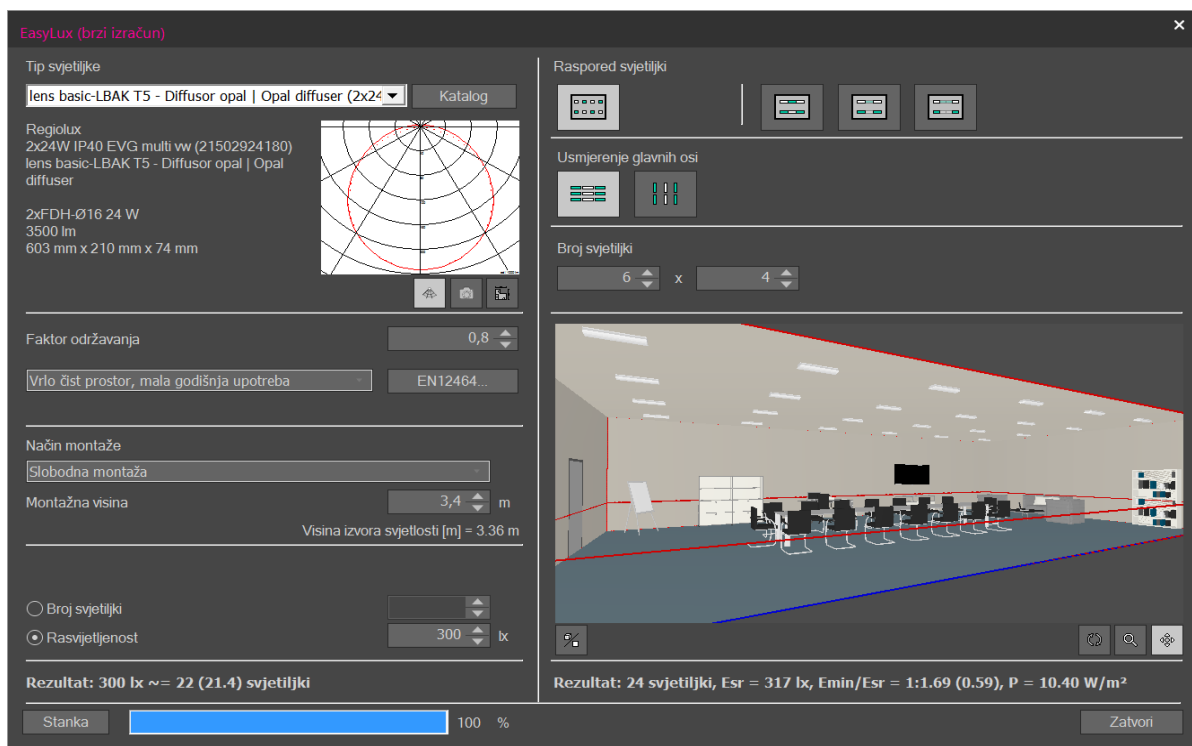 EasyLux (brzi izračun)
Tip svjetiljke
lens basic-LBAK T5 - Diffusor opal | Opal diffuser (2x24
Katalog
Regiolux
2x24W IP40 EVG multi vw (21502924180)
lens basic-LBAK T5 - Diffusor opal | Opal
diffuser
2xFDH-Ø16 24 W
3500 lm
603 mm x 210 mm x 74 mm
Faktor održavanja
0,8
Vrlo čist prostor, mala godišnja upotreba
EN12464...
Način montaže
Slobodna montaža
Montažna visina
3,4 m
Visina izvora svjetlosti [m] = 3.36 m
Broj svjetiljki
Rasvijetljenost
300 lx
Rezultat: 300 lx ~= 22 (21.4) svjetiljki
Raspored svjetiljki
Usmjerenje glavnih osi
Broj svjetiljki
6 x 4
Rezultat: 24 svjetiljki, Esr = 317 lx, Emin/Esr = 1:1.69 (0.59), P = 10.40 W/m²
Stanka
100 %
Zatvori